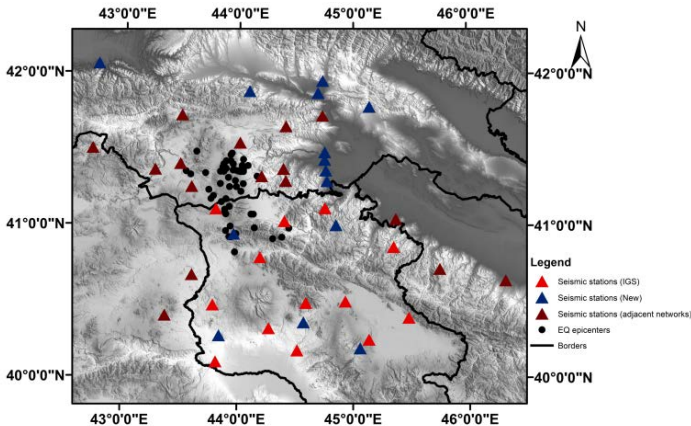 43°0'0"E 44°0'0"E 45°0'0"E 46°0'0"E
N
42°0'0"N 42°0'0"N
41°0'0"N 41°0'0"N
Legend
Seismic stations (IGS)
Seismic stations (New)
Seismic stations (adjacent networks)
EQ epicenters
Borders
40°0'0"N 40°0'0"N
43°0'0"E 44°0'0"E 45°0'0"E 46°0'0"E